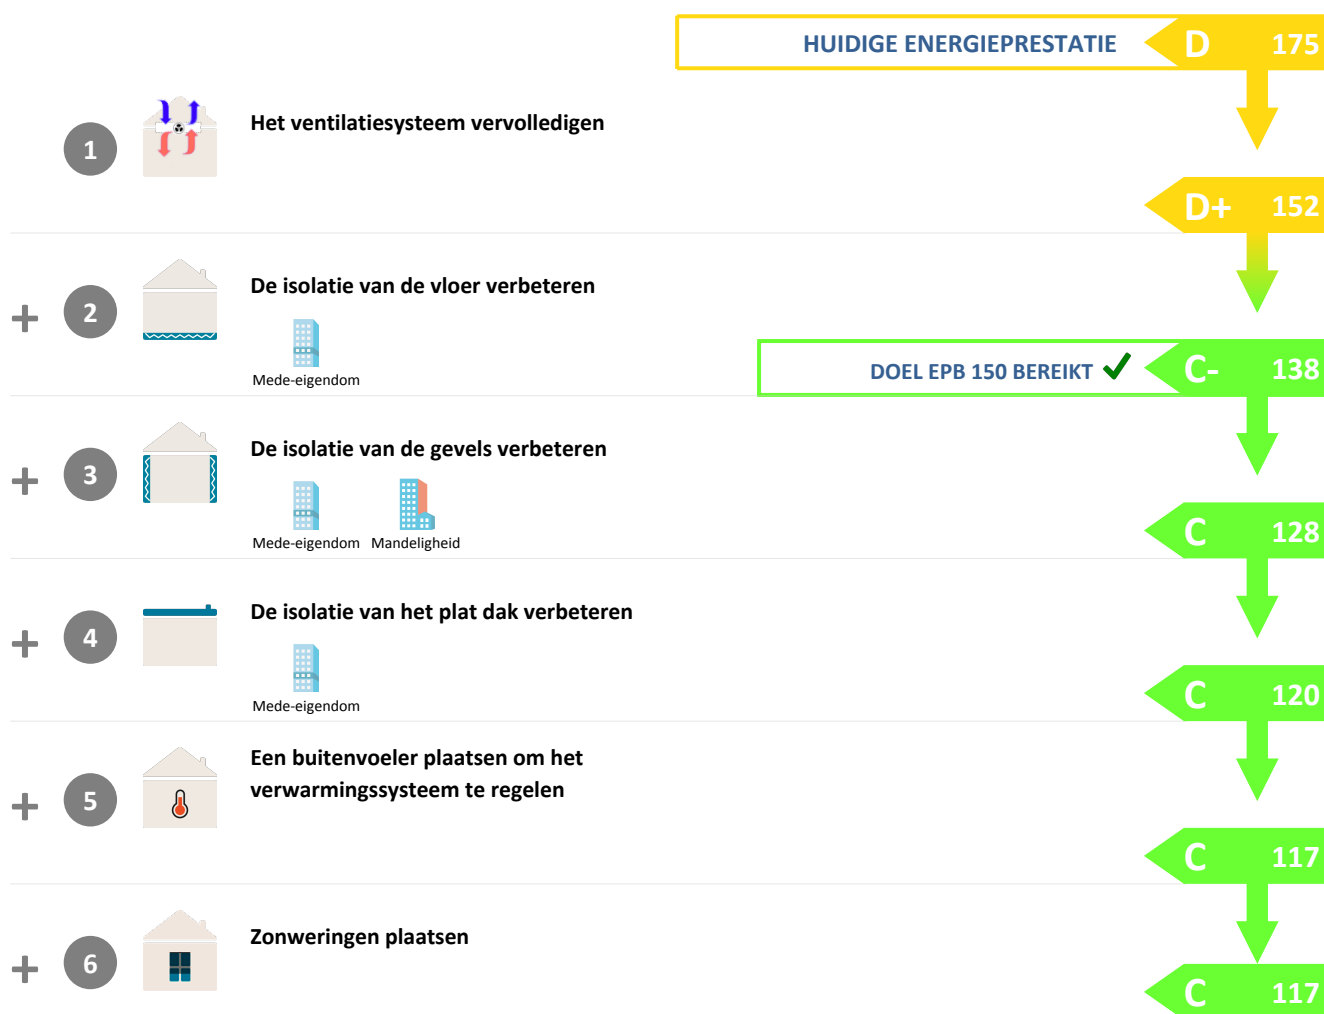 HUIDIGE ENERGIEPRESTATIE D 175
1 Het ventilatiesysteem vervolledigen
D+ 152
+ 2 De isolatie van de vloer verbeteren
Mede-eigendom
DOEL EPB 150 BEREIKT ✓ C- 138
+ 3 De isolatie van de gevels verbeteren
Mede-eigendom Mandeligheid
C 128
+ 4 De isolatie van het plat dak verbeteren
Mede-eigendom
C 120
Een buitenvoeler plaatsen om het
+ 5 verwarmingssysteem te regelen
C 117
+ 6 Zonweringen plaatsen
C 117